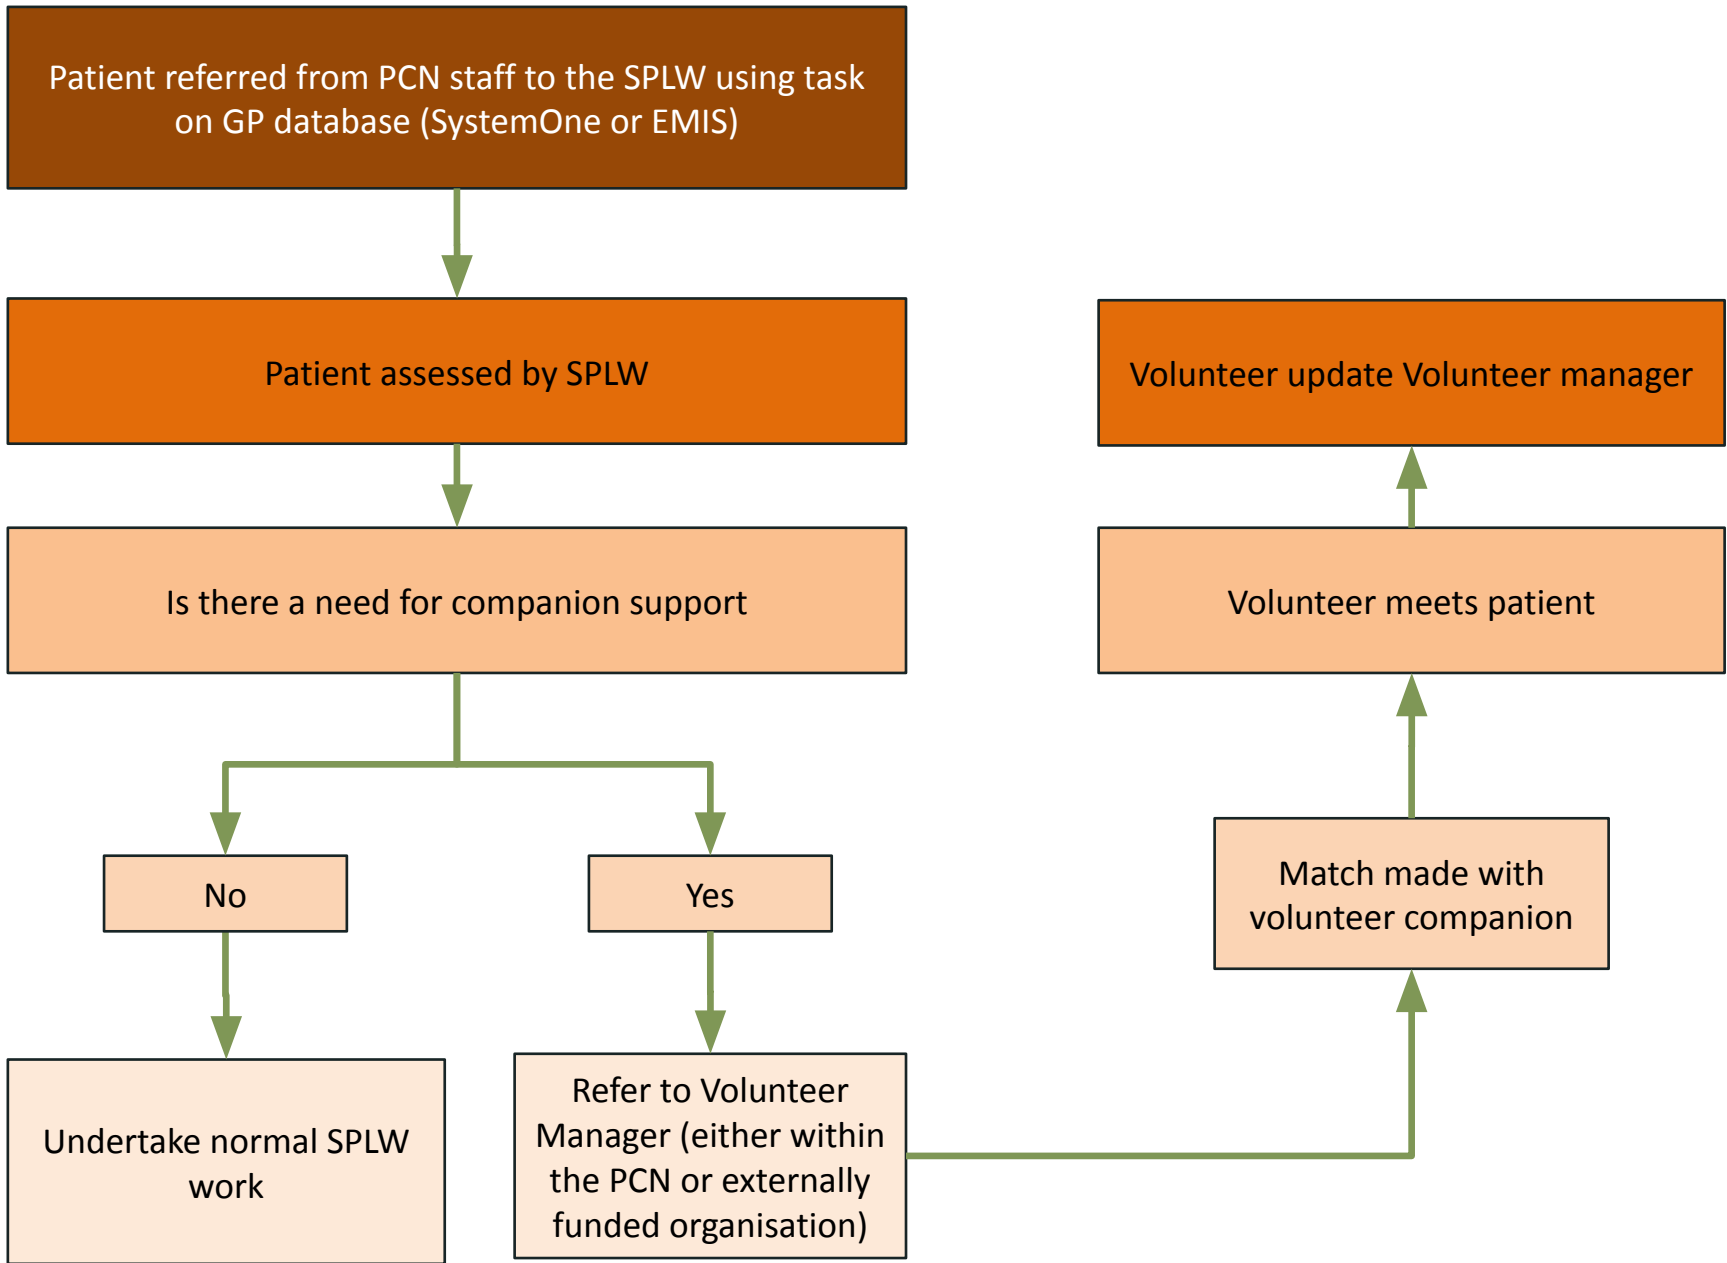 Patient referred from PCN staff to the SPLW using task
on GP database (SystemOne or EMIS)
Patient assessed by SPLW
Is there a need for companion support
No
Yes
Undertake normal SPLW
work
Refer to Volunteer
Manager (either within
the PCN or externally
funded organisation)
Match made with
volunteer companion
Volunteer meets patient
Volunteer update Volunteer manager